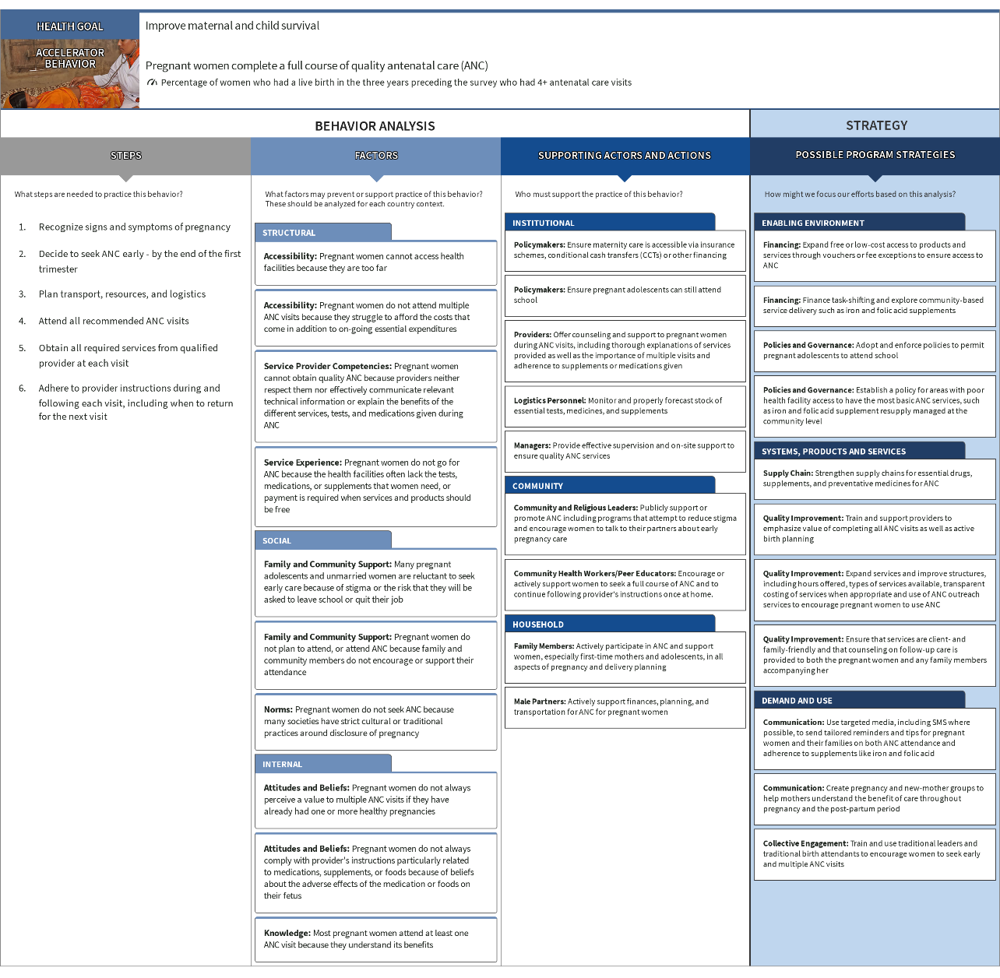 HEALTH GOAL
Improve maternal and child survival
ACCELERATOR
BEHAVIOR
Pregnant women complete a full course of quality antenatal care (ANC)
Percentage of women who had a live birth in the three years preceding the survey who had 4+ antenatal care visits
BEHAVIOR ANALYSIS
STRATEGY
STEPS
What steps are needed to practice this behavior?
1. Recognize signs and symptoms of pregnancy
2. Decide to seek ANC early - by the end of the first
trimester
3. Plan transport, resources, and logistics
4. Attend all recommended ANC visits
5. Obtain all required services from qualified
provider at each visit
6. Adhere to provider instructions during and
following each visit, including when to return
for the next visit
FACTORS
What factors may prevent or support practice of this behavior?
These should be analyzed for each country context.
STRUCTURAL
Accessibility: Pregnant women cannot access health
facilities because they are too far
Accessibility: Pregnant women do not attend multiple
ANC visits because they struggle to afford the costs that
come in addition to on-going essential expenditures
Service Provider Competencies: Pregnant women
cannot obtain quality ANC because providers neither
respect them nor effectively communicate relevant
technical information or explain the benefits of the
different services, tests, and medications given during
ANC
Service Experience: Pregnant women do not go for
ANC because the health facilities often lack the tests,
medications, or supplements that women need, or
payment is required when services and products should
be free
SOCIAL
Family and Community Support: Many pregnant
adolescents and unmarried women are reluctant to seek
early care because of stigma or the risk that they will be
asked to leave school or quit their job
Family and Community Support: Pregnant women do
not plan to attend, or attend ANC because family and
community members do not encourage or support their
attendance
Norms: Pregnant women do not seek ANC because
many societies have strict cultural or traditional
practices around disclosure of pregnancy
INTERNAL
Attitudes and Beliefs: Pregnant women do not always
perceive a value to multiple ANC visits if they have
already had one or more healthy pregnancies
Attitudes and Beliefs: Pregnant women do not always
comply with provider's instructions particularly related
to medications, supplements, or foods because of beliefs
about the adverse effects of the medication or foods on
their fetus
Knowledge: Most pregnant women attend at least one
ANC visit because they understand its benefits
SUPPORTING ACTORS AND ACTIONS
Who must support the practice of this behavior?
INSTITUTIONAL
Policymakers: Ensure maternity care is accessible via insurance
schemes, conditional cash transfers (CCTs) or other financing
Policymakers: Ensure pregnant adolescents can still attend
school
Providers: Offer counseling and support to pregnant women
during ANC visits, including thorough explanations of services
provided as well as the importance of multiple visits and
adherence to supplements or medications given
Logistics Personnel: Monitor and properly forecast stock of
essential tests, medicines, and supplements
Managers: Provide effective supervision and on-site support to
ensure quality ANC services
COMMUNITY
Community and Religious Leaders: Publicly support or
promote ANC including programs that attempt to reduce stigma
and encourage women to talk to their partners about early
pregnancy care
Community Health Workers/Peer Educators: Encourage or
actively support women to seek a full course of ANC and to
continue following provider's instructions once at home.
HOUSEHOLD
Family Members: Actively participate in ANC and support
women, especially first-time mothers and adolescents, in all
aspects of pregnancy and delivery planning
Male Partners: Actively support finances, planning, and
transportation for ANC for pregnant women
POSSIBLE PROGRAM STRATEGIES
How might we focus our efforts based on this analysis?
ENABLING ENVIRONMENT
Financing: Expand free or low-cost access to products and
services through vouchers or fee exceptions to ensure access to
ANC
Financing: Finance task-shifting and explore community-based
service delivery such as iron and folic acid supplements
Policies and Governance: Adopt and enforce policies to permit
pregnant adolescents to attend school
Policies and Governance: Establish a policy for areas with poor
health facility access to have the most basic ANC services, such
as iron and folic acid supplement resupply managed at the
community level
SYSTEMS, PRODUCTS AND SERVICES
Supply Chain: Strengthen supply chains for essential drugs,
supplements, and preventative medicines for ANC
Quality Improvement: Train and support providers to
emphasize value of completing all ANC visits as well as active
birth planning
Quality Improvement: Expand services and improve structures,
including hours offered, types of services available, transparent
costing of services when appropriate and use of ANC outreach
services to encourage pregnant women to use ANC
Quality Improvement: Ensure that services are client- and
family-friendly and that counseling on follow-up care is
provided to both the pregnant women and any family members
accompanying her
DEMAND AND USE
Communication: Use targeted media, including SMS where
possible, to send tailored reminders and tips for pregnant
women and their families on both ANC attendance and
adherence to supplements like iron and folic acid
Communication: Create pregnancy and new-mother groups to
help mothers understand the benefit of care throughout
pregnancy and the post-partum period
Collective Engagement: Train and use traditional leaders and
traditional birth attendants to encourage women to seek early
and multiple ANC visits